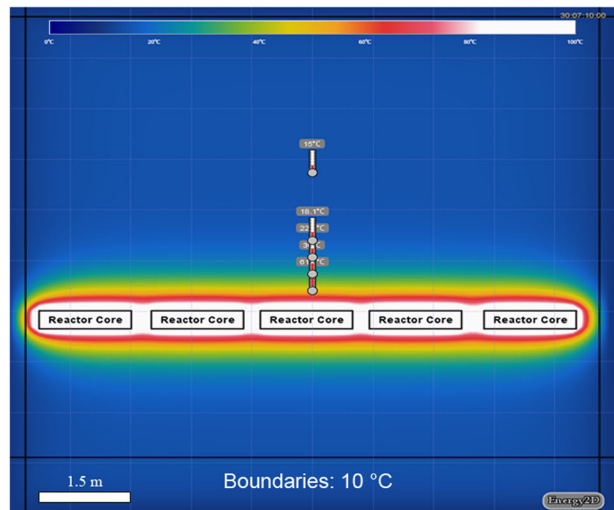 30:07:10:00
0°C 20°C 40°C 60°C 80°C 100°C
15°C
18.1°C
Reactor Core Reactor Core Reactor Core Reactor Core Reactor Core
1.5 m
Boundaries: 10 °C
Energy2D